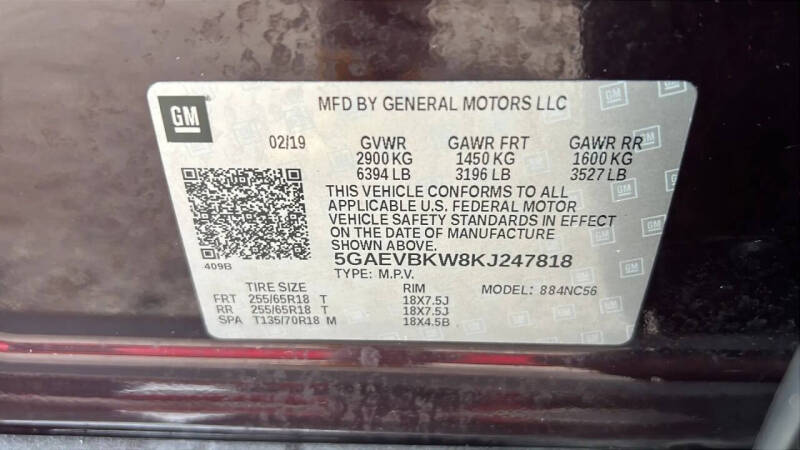 GM
MFD BY GENERAL MOTORS LLC
02/19 GVWR GAWR FRT GAWR RR
2900 KG 1450 KG 1600 KG
6394 LB 3196 LB 3527 LB
THIS VEHICLE CONFORMS TO ALL
APPLICABLE U.S. FEDERAL MOTOR
VEHICLE SAFETY STANDARDS IN EFFECT
ON THE DATE OF MANUFACTURE
SHOWN ABOVE.
409B
5GAEVBKW8KJ247818
TYPE: M.P.V.
TIRE SIZE RIM MODEL: 884NC56
FRT 255/65R18 T 18X7.5J
RR 255/65R18 T 18X7.5J
SPA T135/70R18 M 18X4.5B